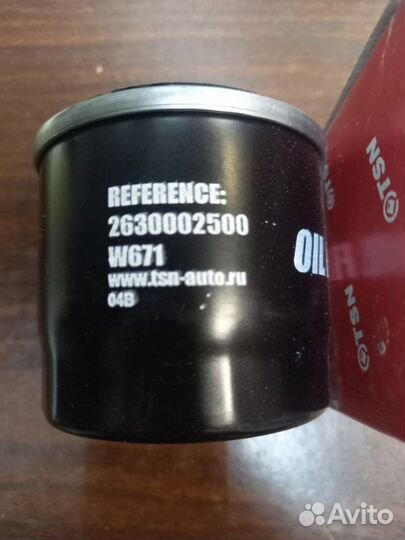 REFERENCE:
2630002500
W671
www.tsn-auto.ru
04B
OIL
TSN
TSN
Avito